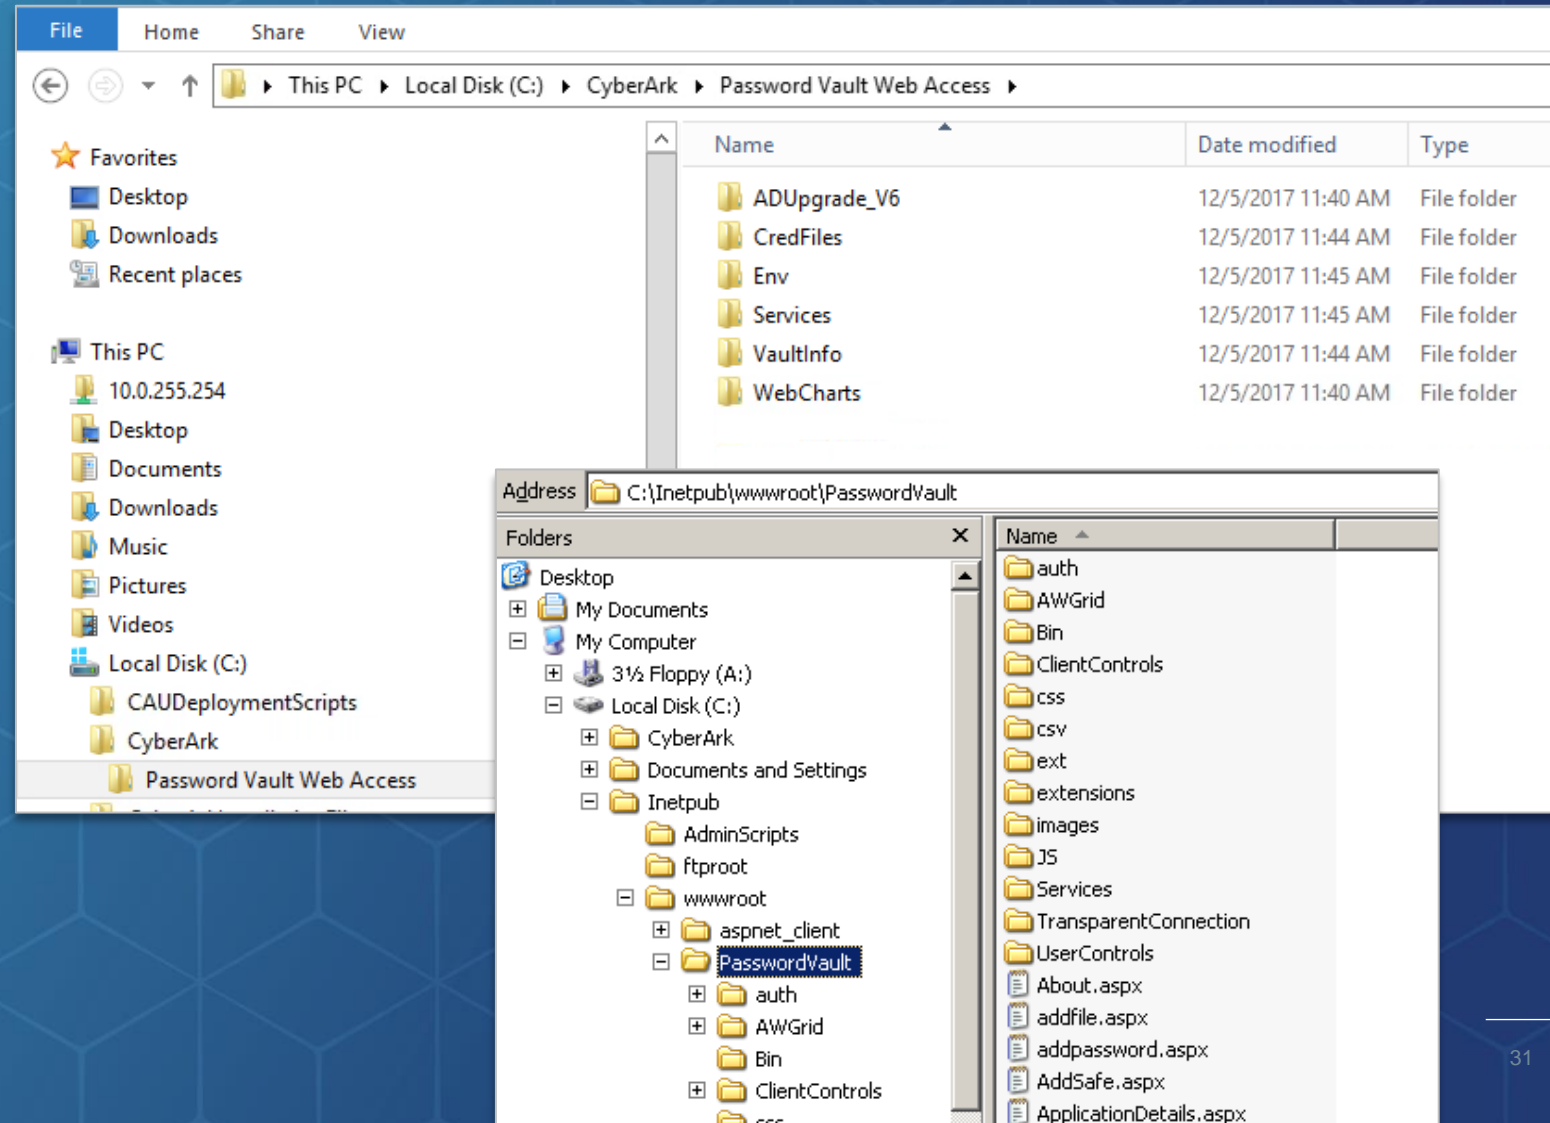 File Home Share View
This PC Local Disk (C:) CyberArk Password Vault Web Access
Favorites
Desktop
Downloads
Recent places
This PC
10.0.255.254
Desktop
Documents
Downloads
Music
Pictures
Videos
Local Disk (C:)
CAUDeploymentScripts
CyberArk
Password Vault Web Access
Name Date modified Type
ADUpgrade_V6 12/5/2017 11:40 AM File folder
CredFiles 12/5/2017 11:44 AM File folder
Env 12/5/2017 11:45 AM File folder
Services 12/5/2017 11:45 AM File folder
VaultInfo 12/5/2017 11:44 AM File folder
WebCharts 12/5/2017 11:40 AM File folder
Address C:\Inetpub\wwwroot\PasswordVault
Folders
Desktop
My Documents
My Computer
3½ Floppy (A:)
Local Disk (C:)
CyberArk
Documents and Settings
Inetpub
AdminScripts
ftproot
wwwroot
aspnet_client
PasswordVault
auth
AWGrid
Bin
ClientControls
css
Name
auth
AWGrid
Bin
ClientControls
css
csv
ext
extensions
images
JS
Services
TransparentConnection
UserControls
About.aspx
addfile.aspx
addpassword.aspx
AddSafe.aspx
ApplicationDetails.aspx
31